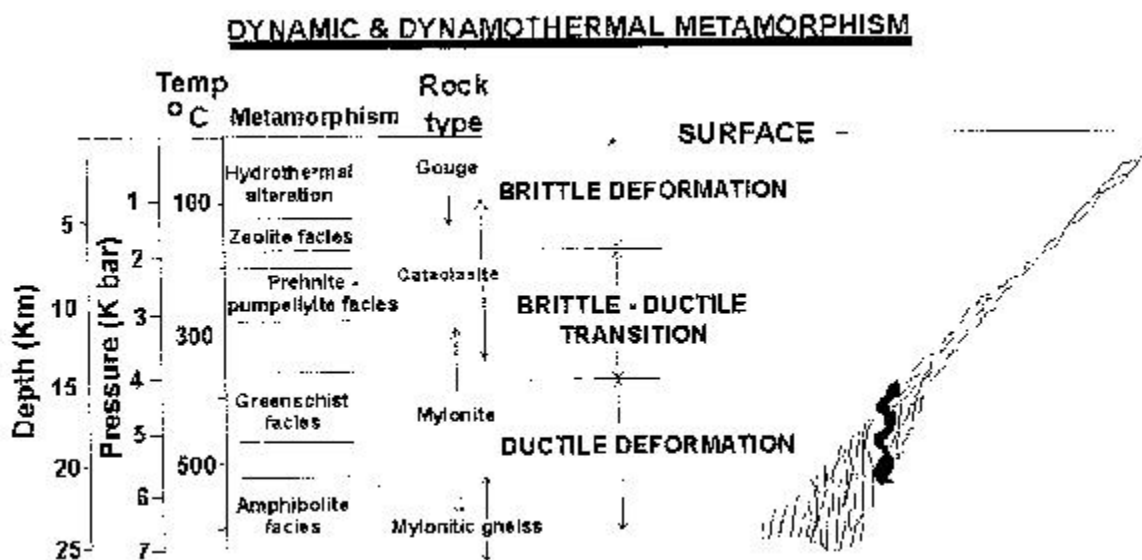 DYNAMIC & DYNAMOTHERMAL METAMORPHISM
Temp
°C
Metamorphism
Rock
type
SURFACE
Hydrothermal
alteration
Gouge
BRITTLE DEFORMATION
1
100
5
Zeolite facies
2
Prehnite -
pumpellyite facies
Cataclasite
BRITTLE - DUCTILE
TRANSITION
10
3
300
Depth (Km)
Pressure (K bar)
15
4
Greenschist
facies
Mylonite
DUCTILE DEFORMATION
5
20
500
6
Amphibolite
facies
Mylonitic gneiss
25
7